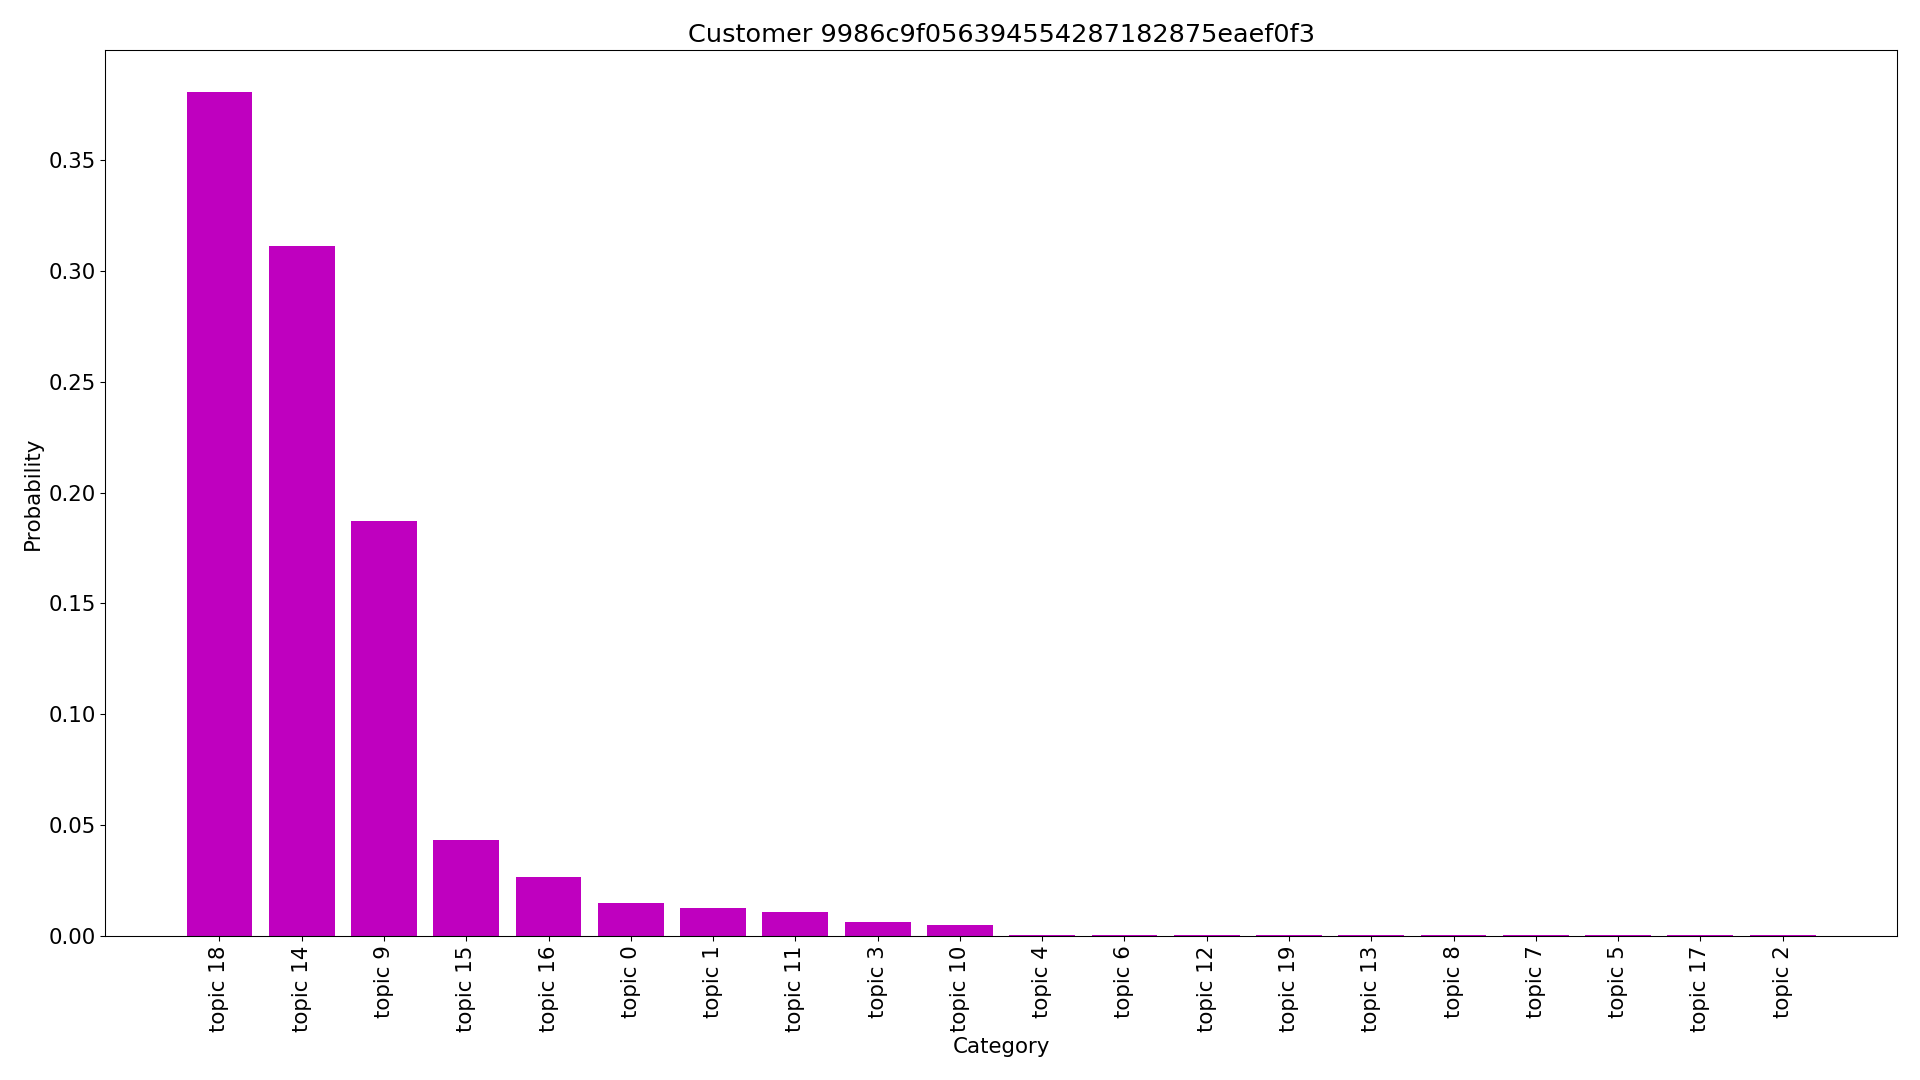 Customer 9986c9f056394554287182875eaef0f3
0.35
0.30
0.25
0.20
0.15
0.10
0.05
0.00
Probability
topic 18
topic 14
topic 9
topic 15
topic 16
topic 0
topic 1
topic 11
topic 3
topic 10
topic 4
topic 6
topic 12
topic 19
topic 13
topic 8
topic 7
topic 5
topic 17
topic 2
Category